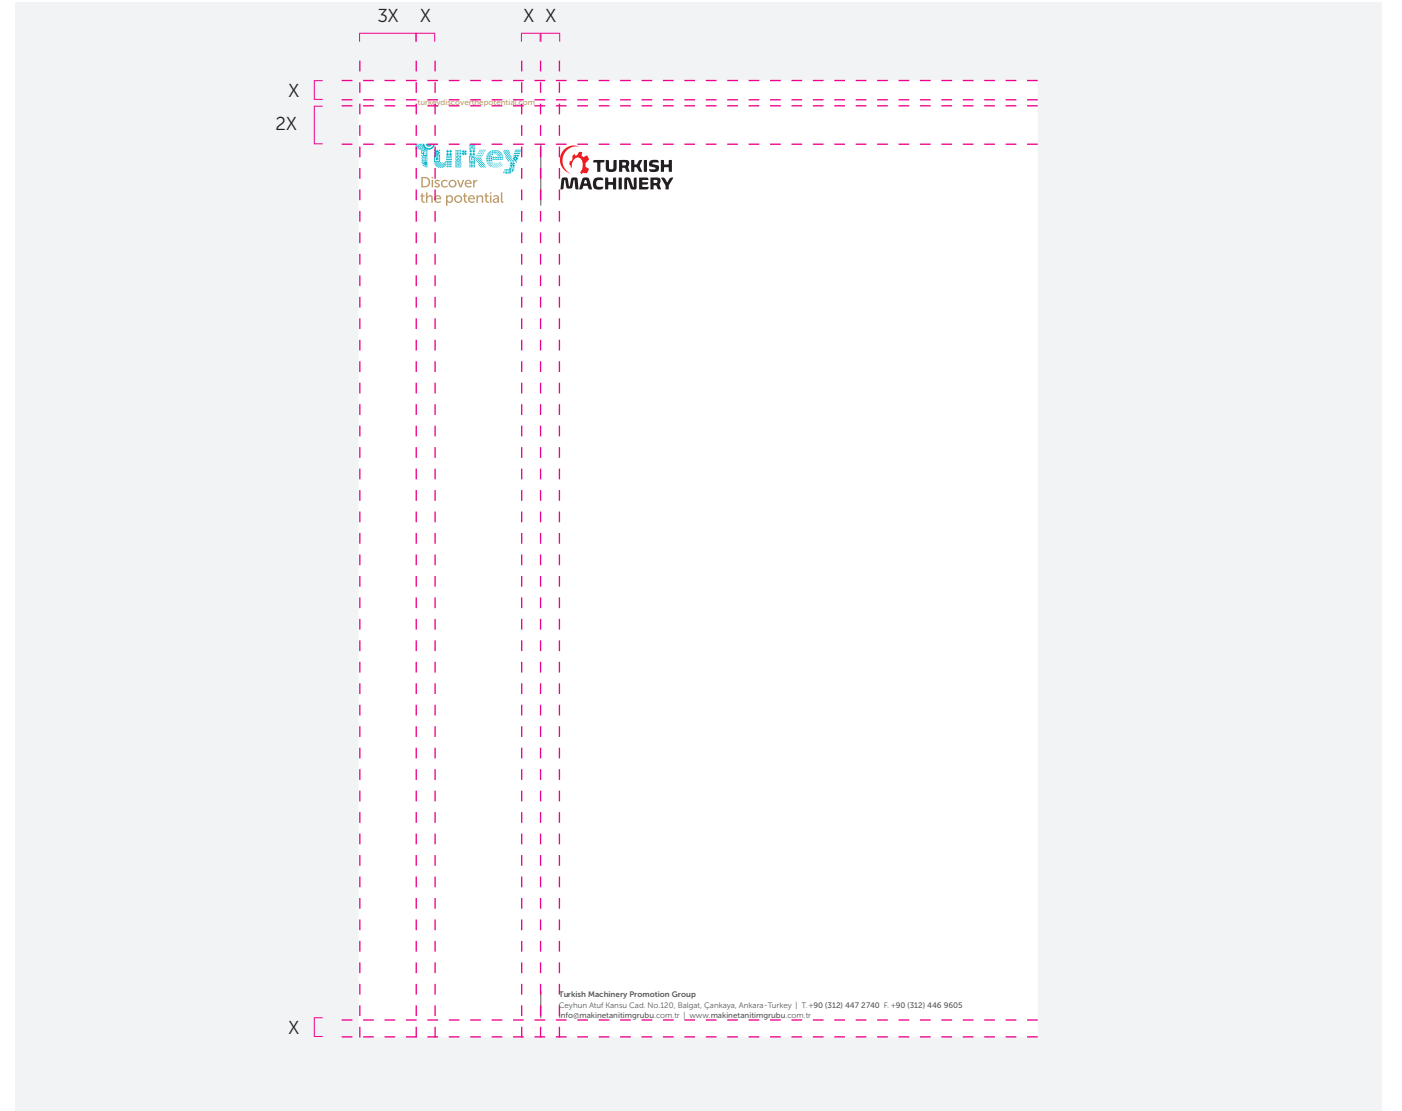 3X X X X
X
turkeydiscoverthepotential.com
2X
Turkey
Discover
the potential
TURKISH
MACHINERY
Turkish Machinery Promotion Group
Ceyhun Atuf Kansu Cad. No.120, Balgat, Çankaya, Ankara-Turkey | T. +90 (312) 447 2740 F. +90 (312) 446 9605
info@makinetanitimgrubu.com.tr | www.makinetanitimgrubu.com.tr
X